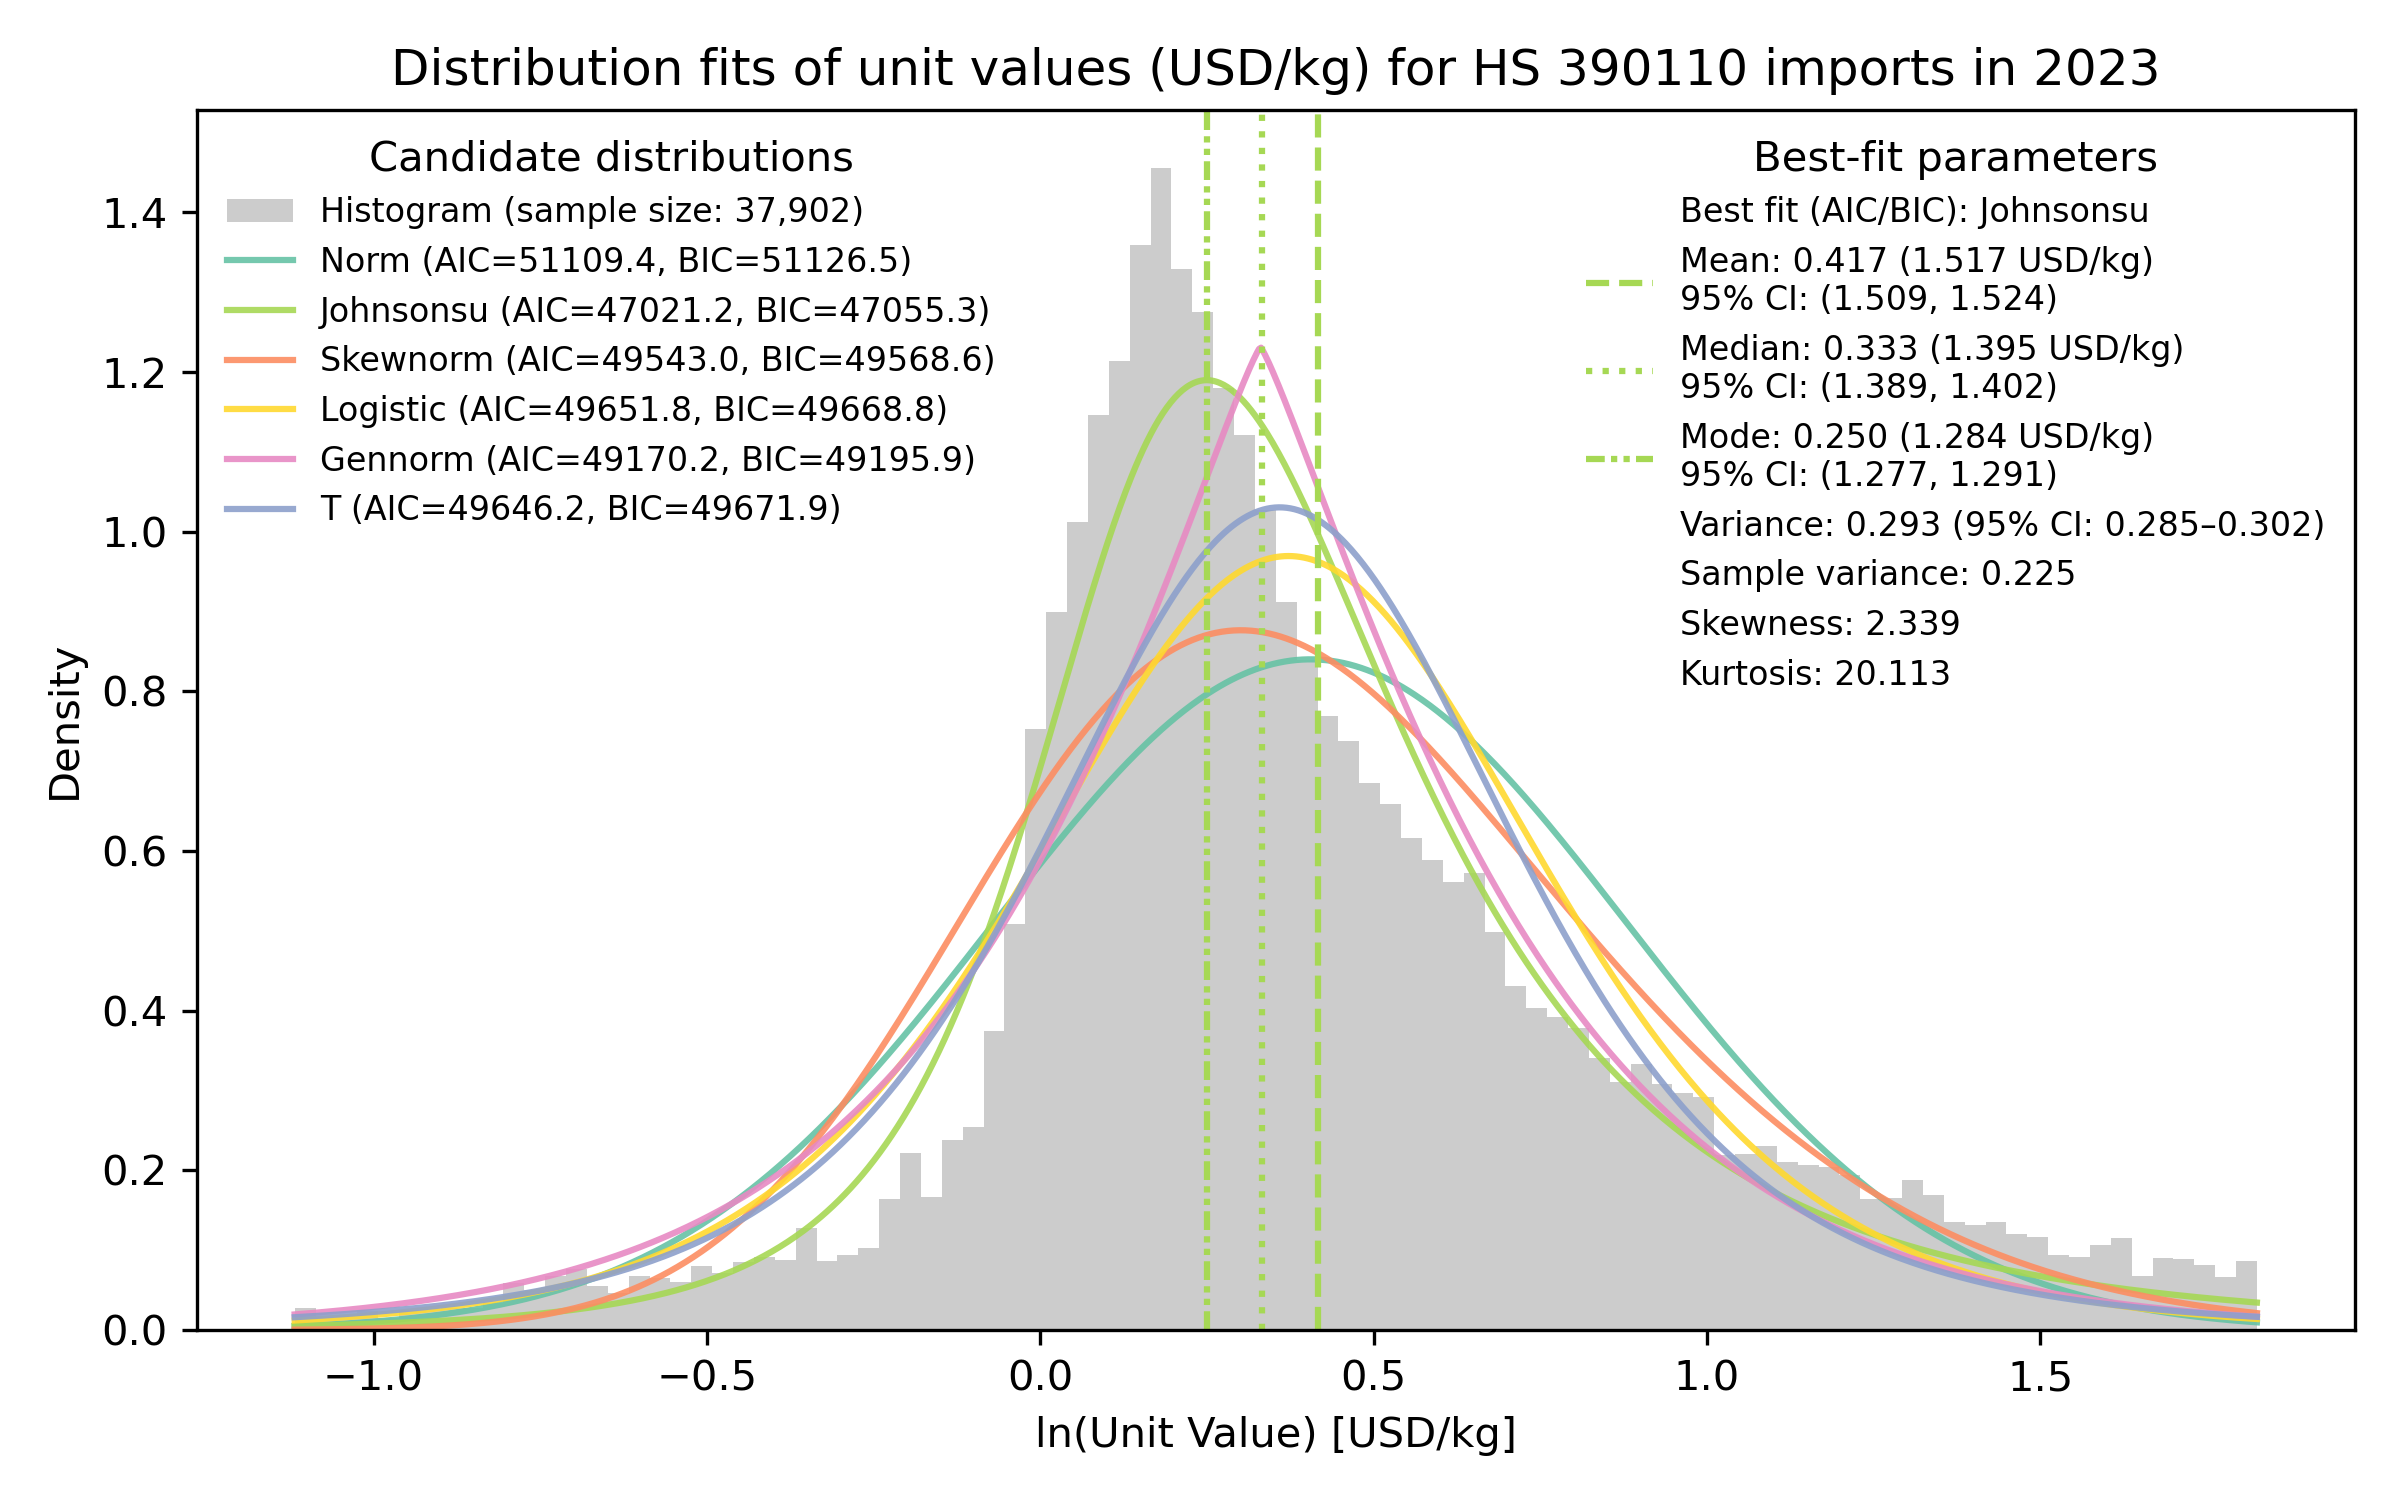 Distribution fits of unit values (USD/kg) for HS 390110 imports in 2023
Candidate distributions
Histogram (sample size: 37,902)
Norm (AIC=51109.4, BIC=51126.5)
Johnsonsu (AIC=47021.2, BIC=47055.3)
Skewnorm (AIC=49543.0, BIC=49568.6)
Logistic (AIC=49651.8, BIC=49668.8)
Gennorm (AIC=49170.2, BIC=49195.9)
T (AIC=49646.2, BIC=49671.9)
Best-fit parameters
Best fit (AIC/BIC): Johnsonsu
Mean: 0.417 (1.517 USD/kg)
95% CI: (1.509, 1.524)
Median: 0.333 (1.395 USD/kg)
95% CI: (1.389, 1.402)
Mode: 0.250 (1.284 USD/kg)
95% CI: (1.277, 1.291)
Variance: 0.293 (95% CI: 0.285–0.302)
Sample variance: 0.225
Skewness: 2.339
Kurtosis: 20.113
Density
1.4
1.2
1.0
0.8
0.6
0.4
0.2
0.0
−1.0
−0.5
0.0
0.5
1.0
1.5
ln(Unit Value) [USD/kg]